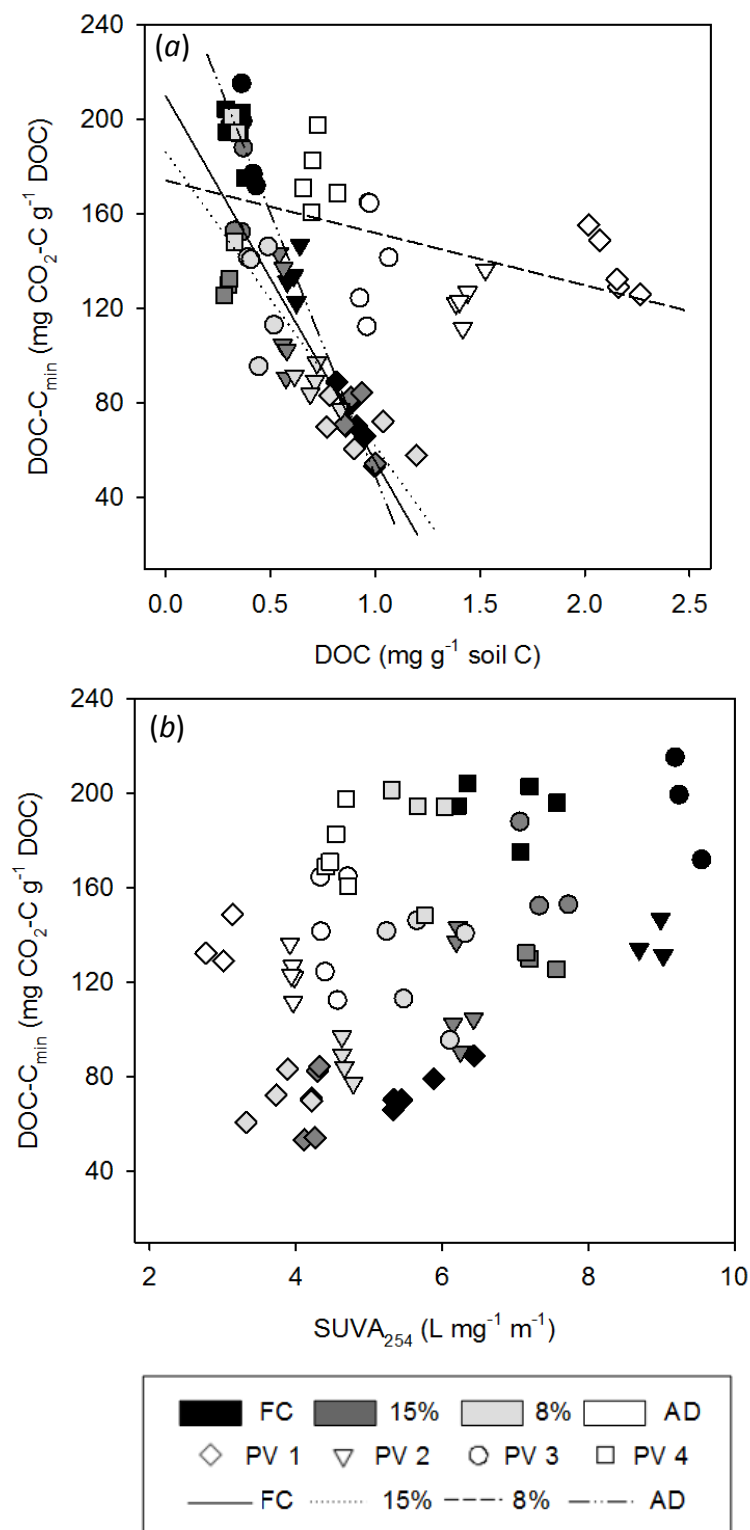 240
(a)
200
160
120
80
40
DOC-Cmin (mg CO2-C g-1 DOC)
0.0 0.5 1.0 1.5 2.0 2.5
DOC (mg g-1 soil C)
240
(b)
200
160
120
80
40
DOC-Cmin (mg CO2-C g-1 DOC)
2 4 6 8 10
SUVA254 (L mg-1 m-1)
FC 15% 8% AD
PV 1 PV 2 PV 3 PV 4
FC 15% 8% AD